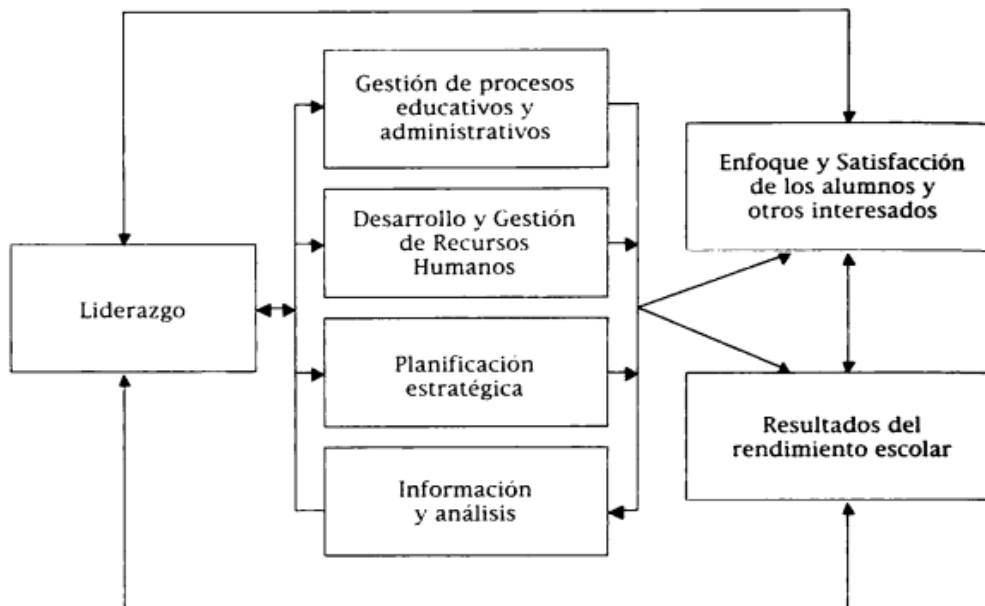 Gestión de procesos
educativos y
administrativos
Enfoque y Satisfacción
de los alumnos y
otros interesados
Desarrollo y Gestión
de Recursos
Humanos
Liderazgo
Planificación
estratégica
Resultados del
rendimiento escolar
Información
y análisis